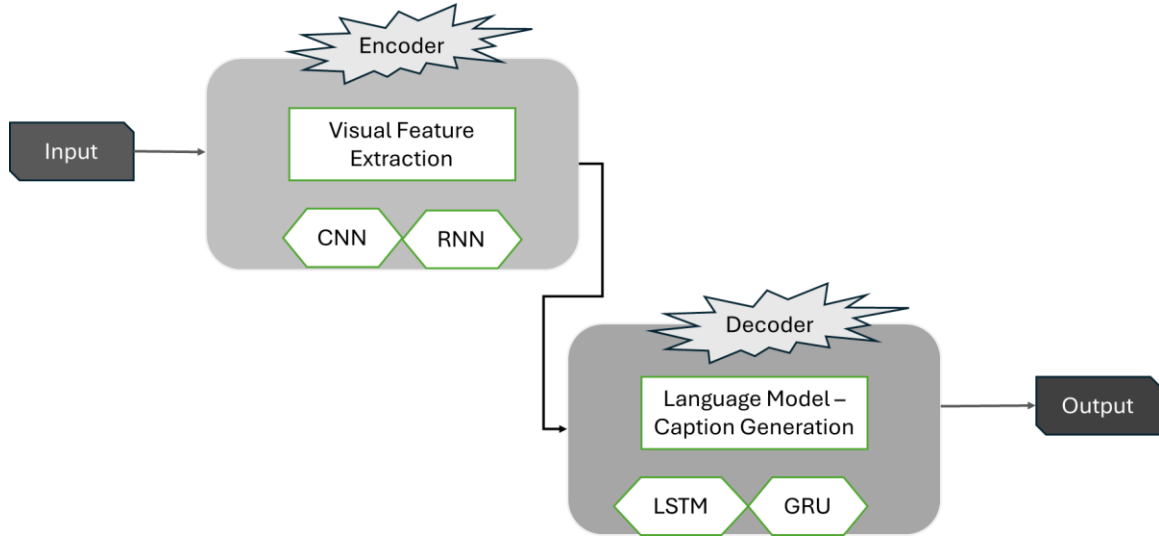 Encoder
Input
Visual Feature
Extraction
CNN
RNN
Decoder
Language Model –
Caption Generation
Output
LSTM
GRU